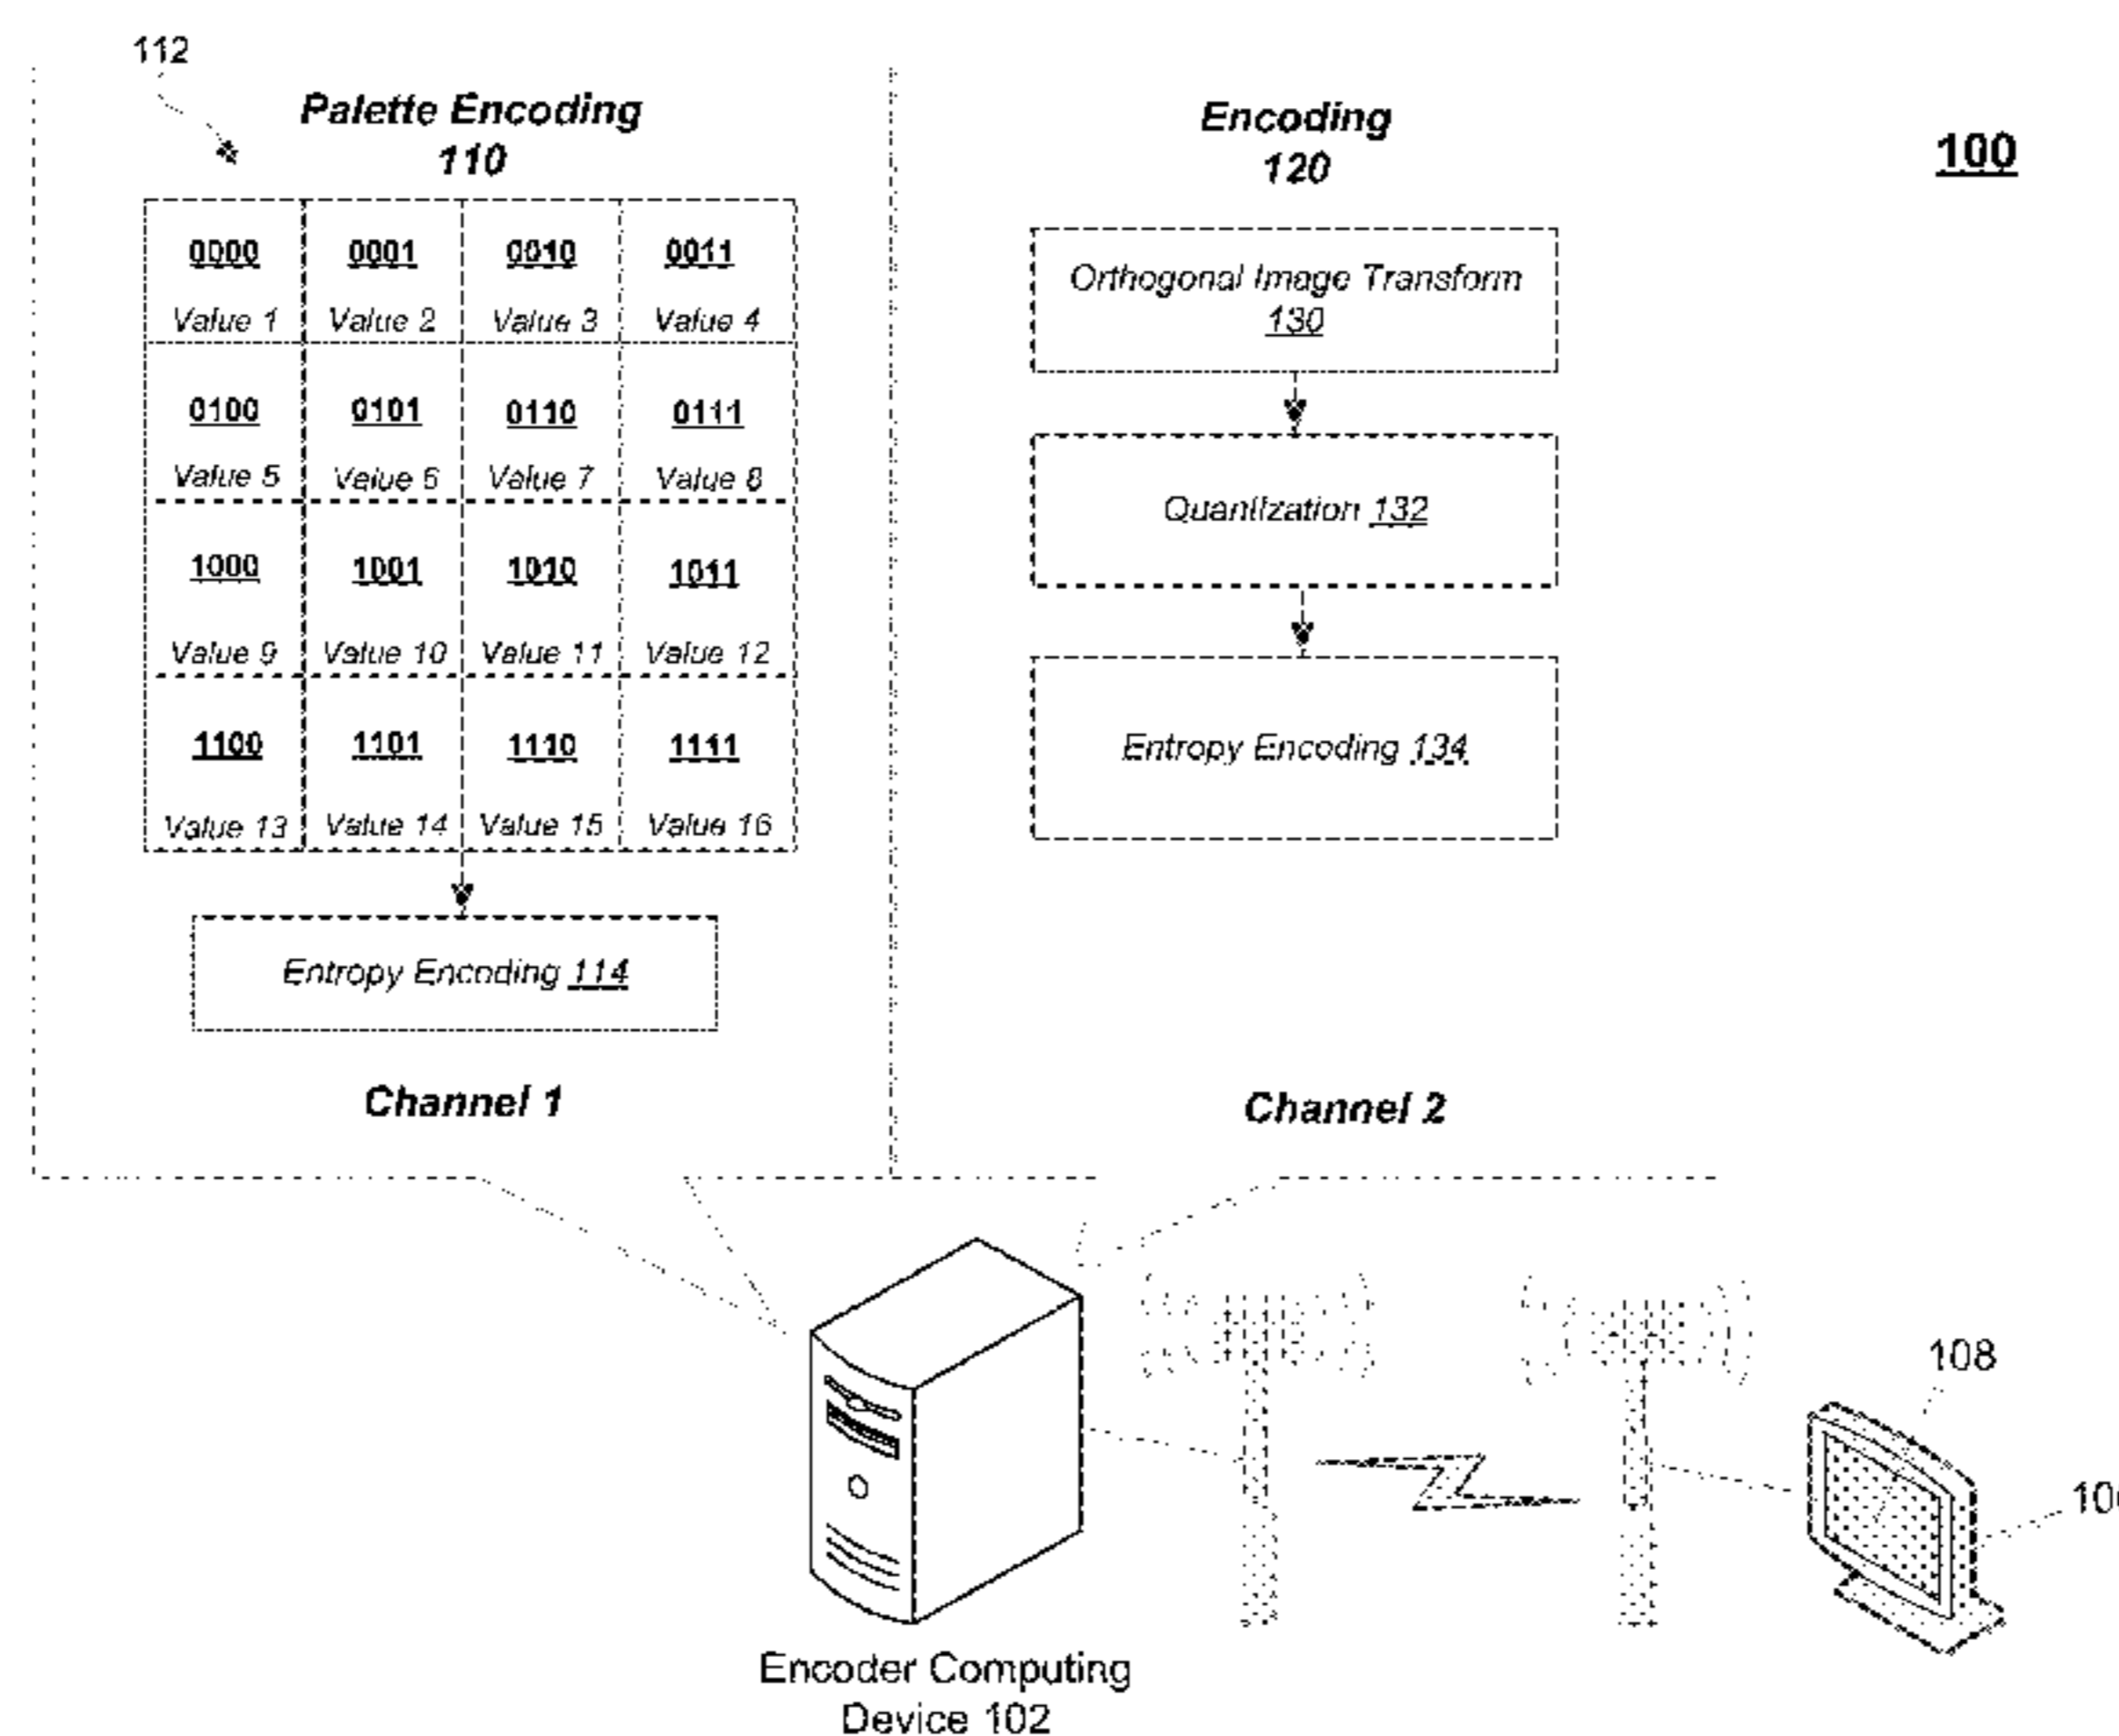 112
Palette Encoding
110
0000 0001 0010 0011
Value 1 Value 2 Value 3 Value 4
0100 0101 0110 0111
Value 5 Value 6 Value 7 Value 8
1000 1001 1010 1011
Value 9 Value 10 Value 11 Value 12
1100 1101 1110 1111
Value 13 Value 14 Value 15 Value 16
Entropy Encoding 114
Channel 1
Encoding
120
Orthogonal Image Transform
130
Quantization 132
Entropy Encoding 134
Channel 2
100
108
Encoder Computing
Device 102